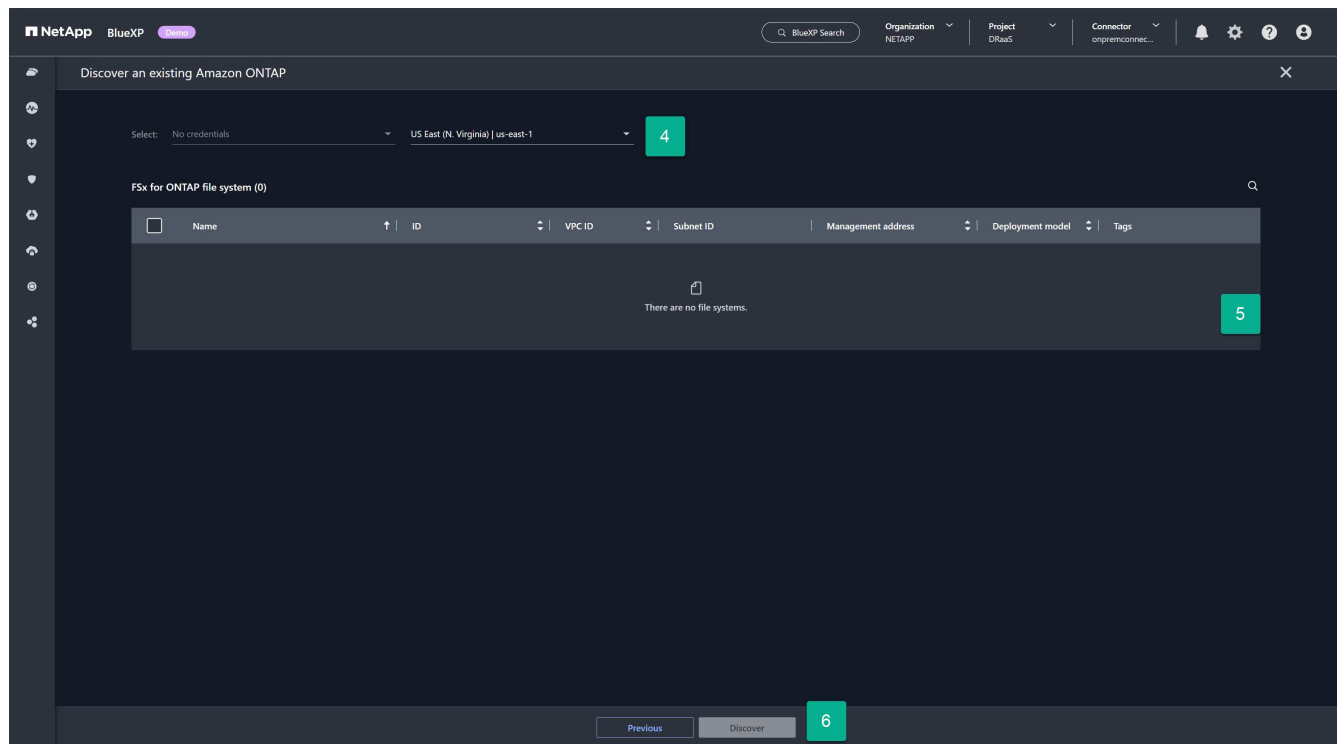 NetApp BlueXP Demo
BlueXP Search
Organization
NETAPP
Project
DRaaS
Connector
onpremconnec...
Discover an existing Amazon ONTAP
Select: No credentials
US East (N. Virginia) | us-east-1
4
FSx for ONTAP file system (0)
Name ID VPC ID Subnet ID Management address Deployment model Tags
There are no file systems.
5
Previous Discover
6